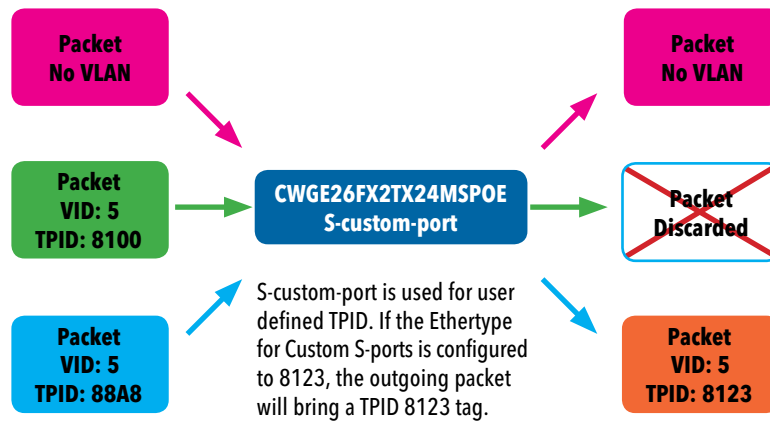 Packet
No VLAN
Packet
No VLAN
Packet
VID: 5
TPID: 8100
CWGE26FX2TX24MSPOE
S-custom-port
Packet
Discarded
S-custom-port is used for user
defined TPID. If the Ethertype
for Custom S-ports is configured
to 8123, the outgoing packet
will bring a TPID 8123 tag.
Packet
VID: 5
TPID: 88A8
Packet
VID: 5
TPID: 8123